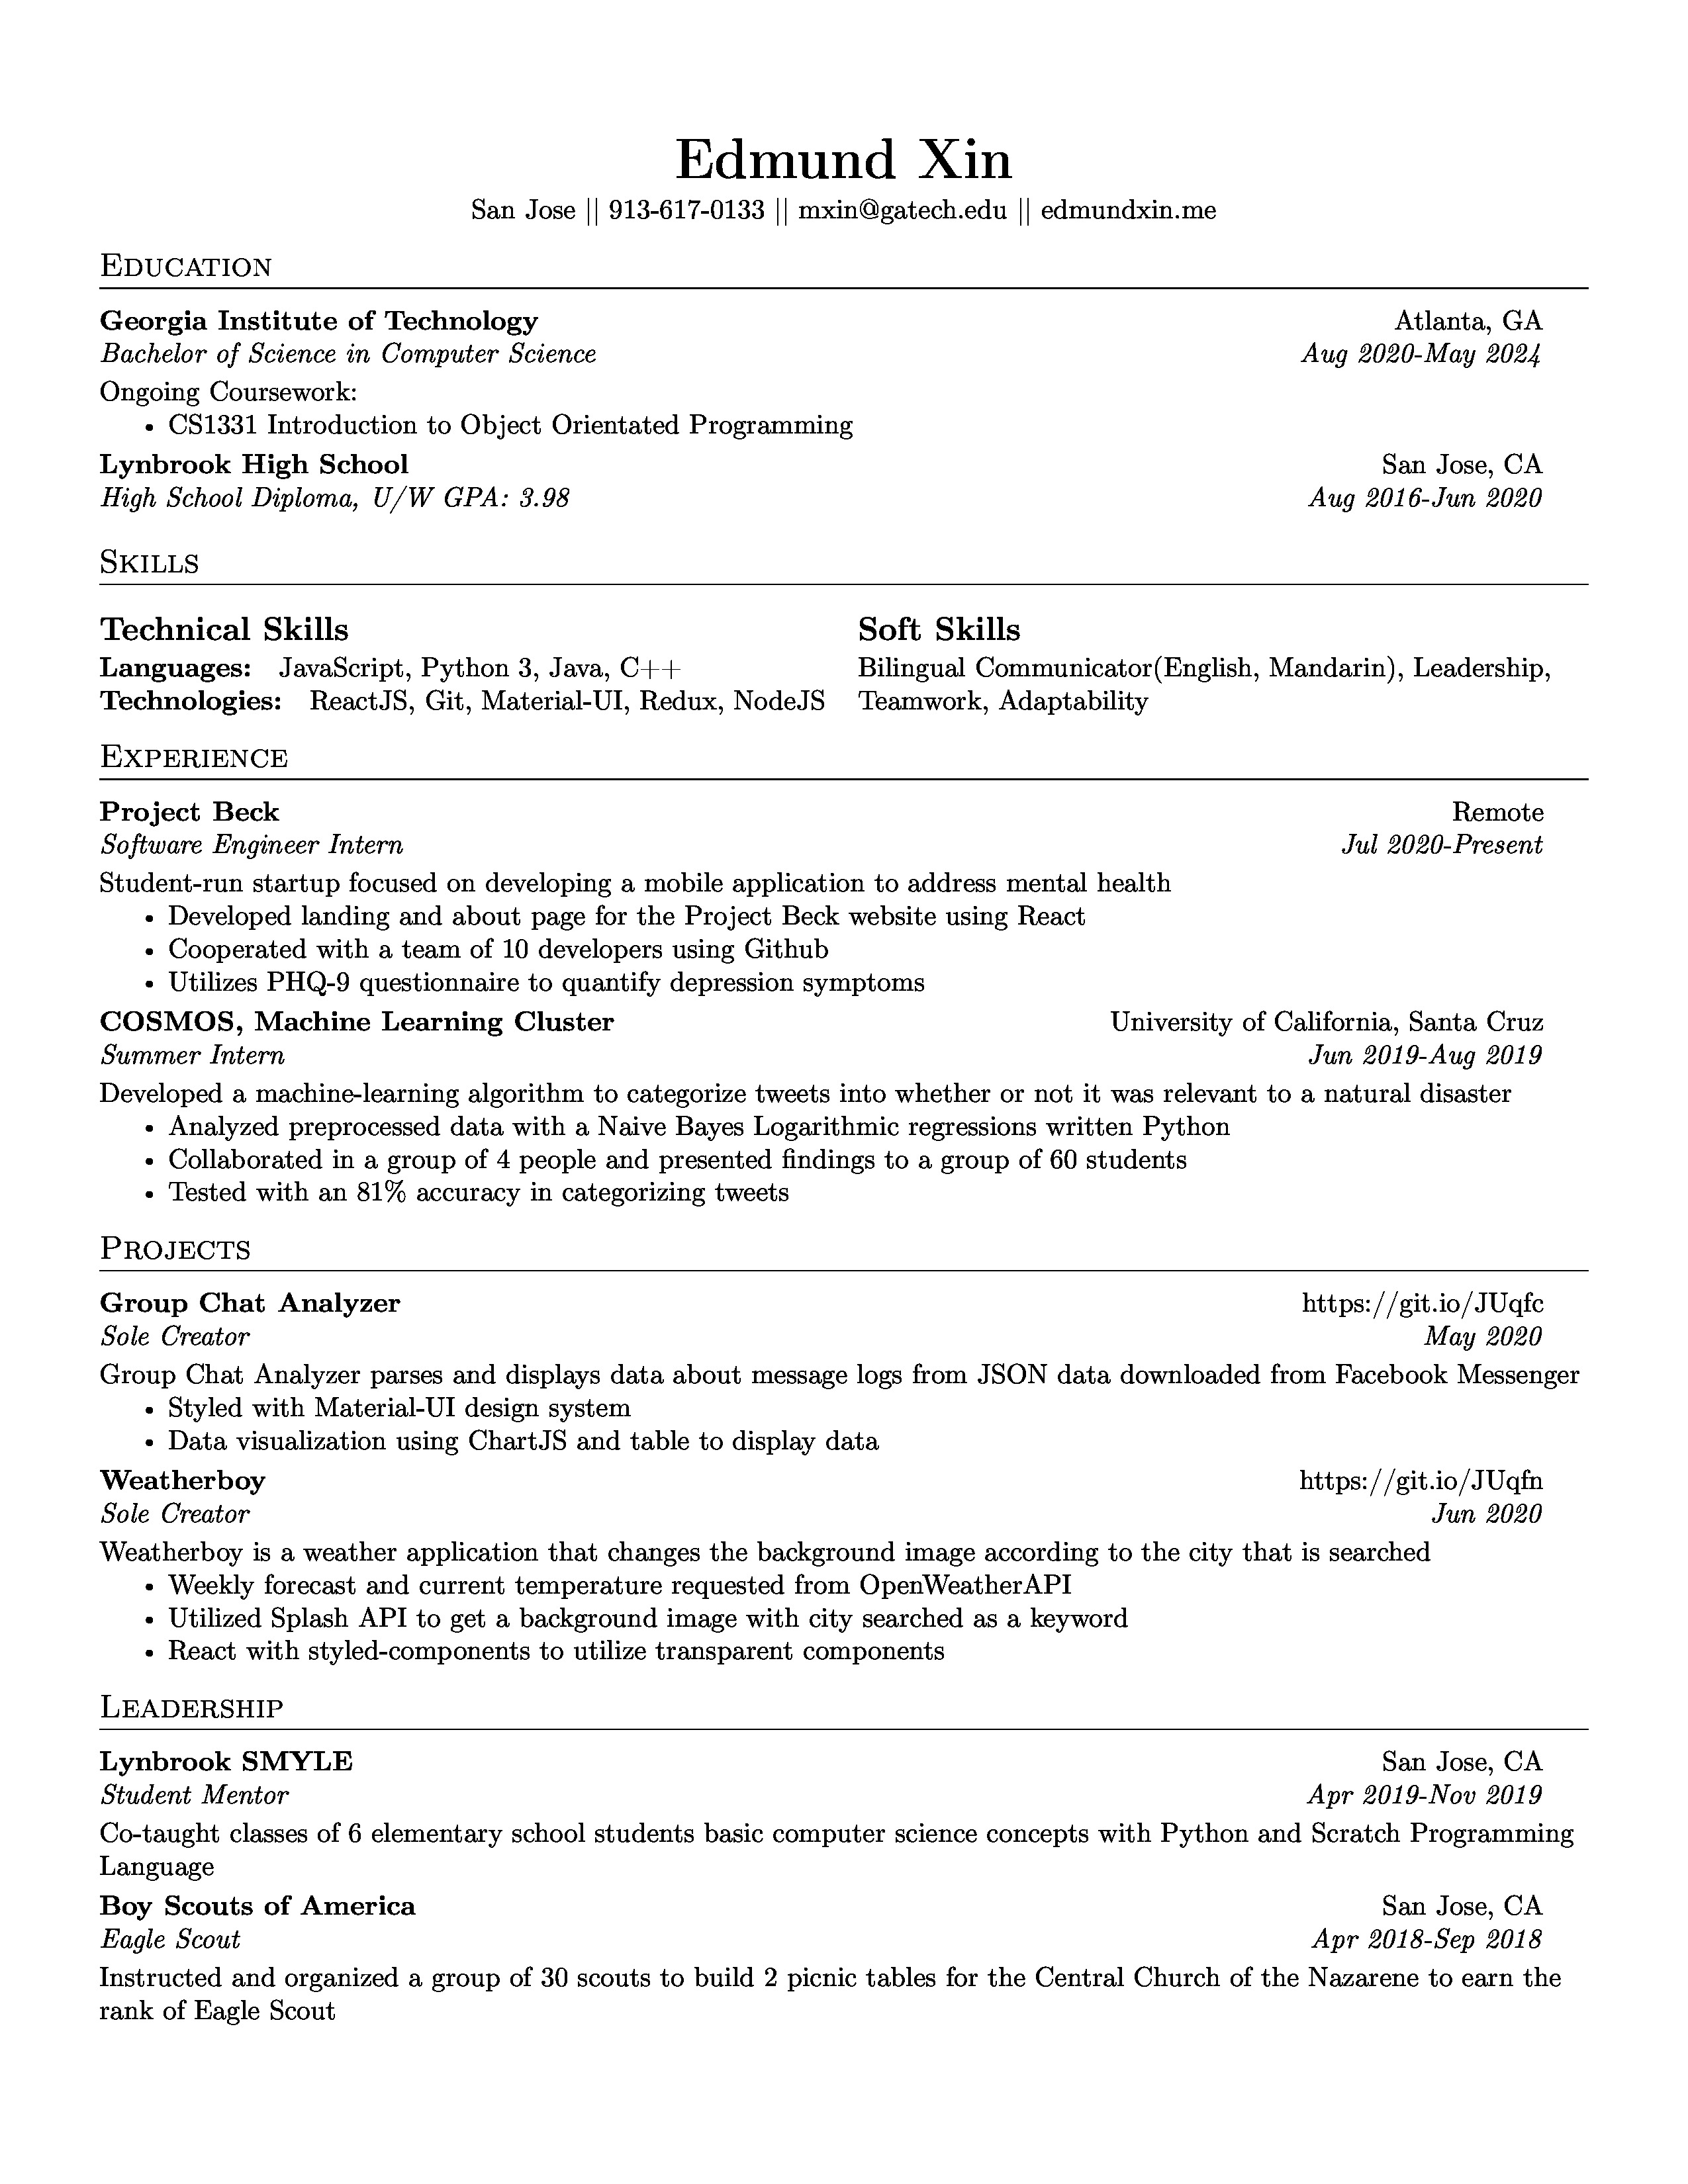 Edmund Xin
San Jose || 913-617-0133 || mxin@gatech.edu || edmundxin.me
Education
Georgia Institute of Technology Atlanta, GA
Bachelor of Science in Computer Science Aug 2020-May 2024
Ongoing Coursework:
• CS1331 Introduction to Object Orientated Programming
Lynbrook High School San Jose, CA
High School Diploma, U/W GPA: 3.98 Aug 2016-Jun 2020
Skills
Technical Skills
Languages: JavaScript, Python 3, Java, C++
Technologies: ReactJS, Git, Material-UI, Redux, NodeJS
Soft Skills
Bilingual Communicator(English, Mandarin), Leadership,
Teamwork, Adaptability
Experience
Project Beck Remote
Software Engineer Intern Jul 2020-Present
Student-run startup focused on developing a mobile application to address mental health
• Developed landing and about page for the Project Beck website using React
• Cooperated with a team of 10 developers using Github
• Utilizes PHQ-9 questionnaire to quantify depression symptoms
COSMOS, Machine Learning Cluster University of California, Santa Cruz
Summer Intern Jun 2019-Aug 2019
Developed a machine-learning algorithm to categorize tweets into whether or not it was relevant to a natural disaster
• Analyzed preprocessed data with a Naive Bayes Logarithmic regressions written Python
• Collaborated in a group of 4 people and presented findings to a group of 60 students
• Tested with an 81% accuracy in categorizing tweets
Projects
Group Chat Analyzer https://git.io/JUqfc
Sole Creator May 2020
Group Chat Analyzer parses and displays data about message logs from JSON data downloaded from Facebook Messenger
• Styled with Material-UI design system
• Data visualization using ChartJS and table to display data
Weatherboy https://git.io/JUqfn
Sole Creator Jun 2020
Weatherboy is a weather application that changes the background image according to the city that is searched
• Weekly forecast and current temperature requested from OpenWeatherAPI
• Utilized Splash API to get a background image with city searched as a keyword
• React with styled-components to utilize transparent components
Leadership
Lynbrook SMYLE San Jose, CA
Student Mentor Apr 2019-Nov 2019
Co-taught classes of 6 elementary school students basic computer science concepts with Python and Scratch Programming
Language
Boy Scouts of America San Jose, CA
Eagle Scout Apr 2018-Sep 2018
Instructed and organized a group of 30 scouts to build 2 picnic tables for the Central Church of the Nazarene to earn the
rank of Eagle Scout